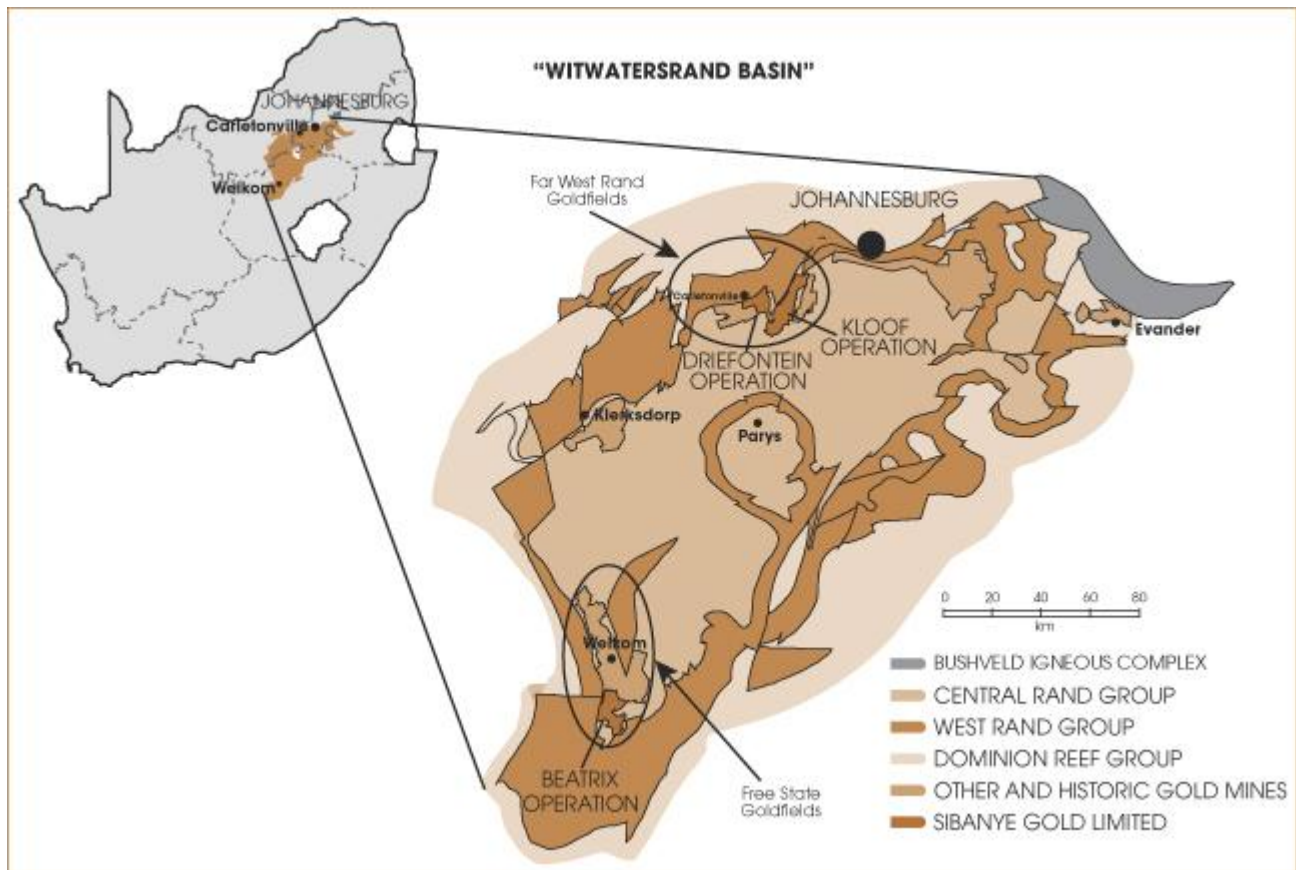 "WITWATERSRAND BASIN"
JOHANNESBURG
Carletonville
Welkom
Far West Rand
Goldfields
JOHANNESBURG
Carletonville
KLOOF
OPERATION
DRIEFONTEIN
OPERATION
Evander
Klerksdorp
Parys
Welkom
BEATRIX
OPERATION
Free State
Goldfields
0 20 40 60 80
km
BUSHVELD IGNEOUS COMPLEX
CENTRAL RAND GROUP
WEST RAND GROUP
DOMINION REEF GROUP
OTHER AND HISTORIC GOLD MINES
SIBANYE GOLD LIMITED